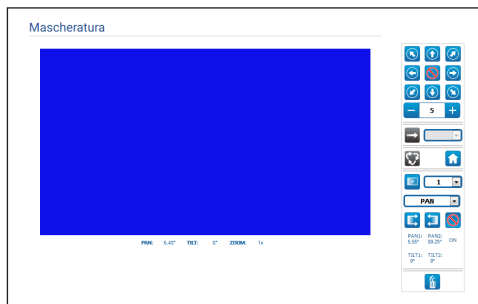 Mascheratura
5
1
PAN
PAN1: PAN2:
5.55° 50.25° ON
TILT1: TILT2:
0° 0°
PAN: 6.43° TILT: 0° ZOOM: 1x